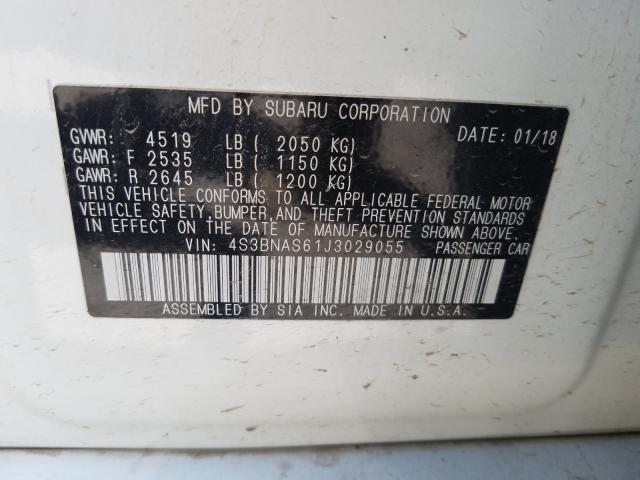 MFD BY SUBARU CORPORATION
GVWR: 4519 LB ( 2050 KG) DATE: 01/18
GAWR: F 2535 LB ( 1150 KG)
GAWR: R 2645 LB ( 1200 KG)
THIS VEHICLE CONFORMS TO ALL APPLICABLE FEDERAL MOTOR
VEHICLE SAFETY, BUMPER, AND THEFT PREVENTION STANDARDS
IN EFFECT ON THE DATE OF MANUFACTURE SHOWN ABOVE.
VIN: 4S3BNAS61J3029055 PASSENGER CAR
ASSEMBLED BY SIA INC. MADE IN U.S.A.